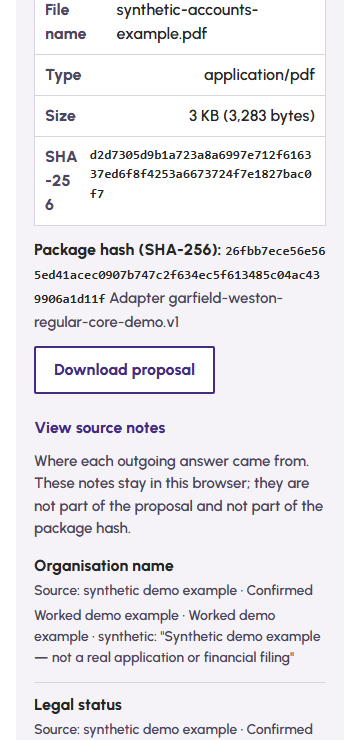 File name synthetic-accounts-example.pdf
Type application/pdf
Size 3 KB (3,283 bytes)
SHA-256 d2d7305d9b1a723a8a6997e712f6163
37ed6f8f4253a6673724f7e1827bac0
f7
Package hash (SHA-256): 26fbb7ece56e56
5ed41acec0907b747c2f634ec5f613485c04ac43
9906a1d11f Adapter garfield-weston-
regular-core-demo.v1
Download proposal
View source notes
Where each outgoing answer came from.
These notes stay in this browser; they are
not part of the proposal and not part of the
package hash.
Organisation name
Source: synthetic demo example · Confirmed
Worked demo example · Worked demo
example · synthetic: "Synthetic demo example
— not a real application or financial filing"
Legal status
Source: synthetic demo example · Confirmed